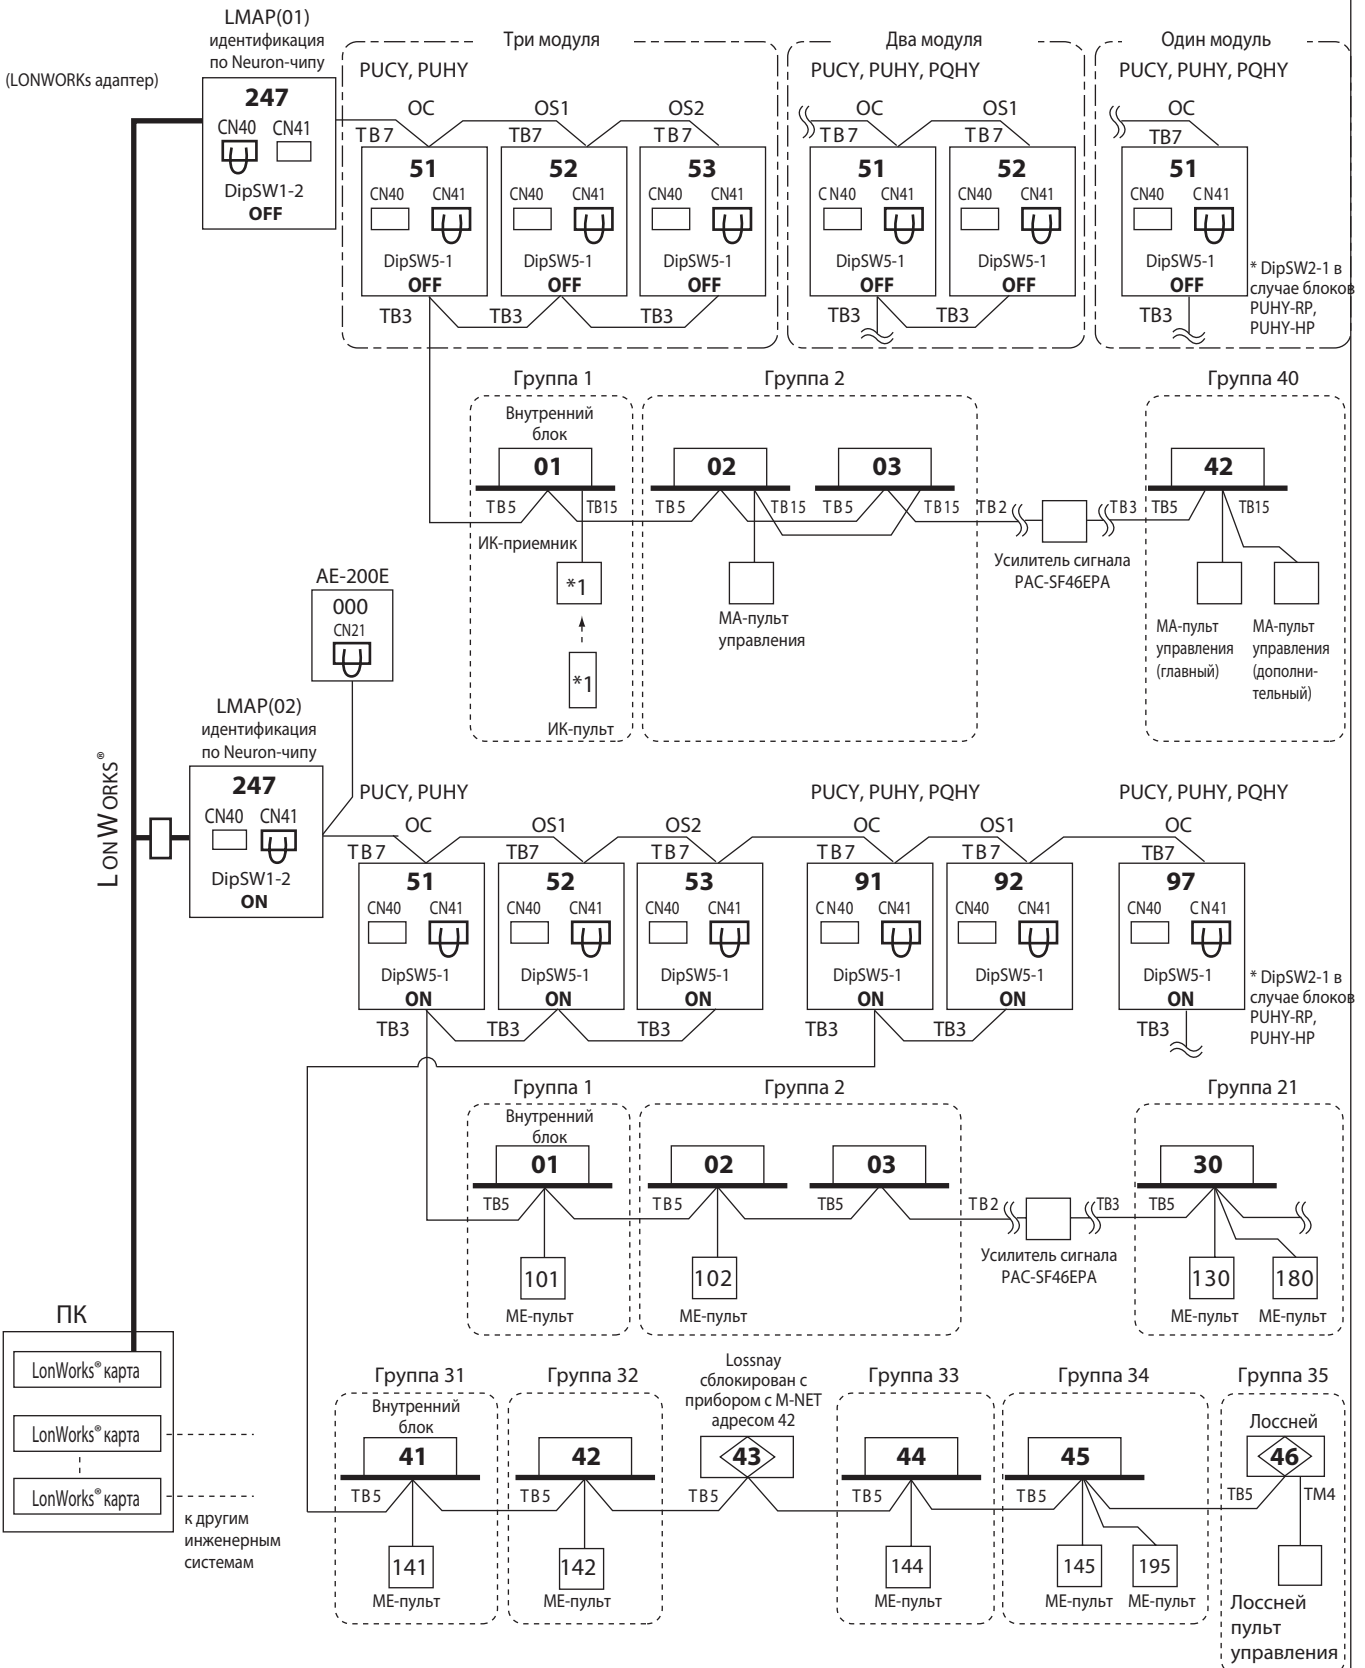 LMAP(01)
идентификация
по Neuron-чипу
(LONWORKs адаптер)
247
CN40 CN41
DipSW1-2
OFF
Три модуля
PUCY, PUHY
OC OS1 OS2
TB7 TB7 TB7
51 52 53
CN40 CN41 CN40 CN41 CN40 CN41
DipSW5-1 DipSW5-1 DipSW5-1
OFF OFF OFF
TB3 TB3 TB3
Два модуля
PUCY, PUHY, PQHY
OC OS1
TB7 TB7
51 52
CN40 CN41 CN40 CN41
DipSW5-1 DipSW5-1
OFF OFF
TB3 TB3
Один модуль
PUCY, PUHY, PQHY
OC
TB7
51
CN40 CN41
DipSW5-1
OFF
TB3
* DipSW2-1 в
случае блоков
PUHY-RP,
PUHY-HP
Группа 1
Внутренний
блок
01
TB5 TB15
ИК-приемник
*1
*1
ИК-пульт
Группа 2
02 03
TB5 TB15 TB5 TB15
МА-пульт
управления
TB2 TB3
Усилитель сигнала
PAC-SF46EPA
Группа 40
42
TB5 TB15
МА-пульт
управления
(главный)
МА-пульт
управления
(дополни-
тельный)
AE-200E
000
CN21
LONWORKS®
LMAP(02)
идентификация
по Neuron-чипу
247
CN40 CN41
DipSW1-2
ON
PUCY, PUHY
OC OS1 OS2
TB7 TB7 TB7
51 52 53
CN40 CN41 CN40 CN41 CN40 CN41
DipSW5-1 DipSW5-1 DipSW5-1
ON ON ON
TB3 TB3 TB3
PUCY, PUHY, PQHY
OC OS1
TB7 TB7
91 92
CN40 CN41 CN40 CN41
DipSW5-1 DipSW5-1
ON ON
TB3 TB3
PUCY, PUHY, PQHY
OC
TB7
97
CN40 CN41
DipSW5-1
ON
TB3
* DipSW2-1 в
случае блоков
PUHY-RP,
PUHY-HP
Группа 1
Внутренний
блок
01
TB5
101
МЕ-пульт
Группа 2
02 03
TB5 TB5
102
МЕ-пульт
TB2 TB3
Усилитель сигнала
PAC-SF46EPA
Группа 21
30
TB5
130 180
МЕ-пульт МЕ-пульт
ПК
LonWorks® карта
LonWorks® карта
LonWorks® карта
к другим
инженерным
системам
Группа 31
Внутренний
блок
41
TB5
141
МЕ-пульт
Группа 32
42
TB5
142
МЕ-пульт
Lossnay
сблокирован с
прибором с M-NET
адресом 42
43
TB5
Группа 33
44
TB5
144
МЕ-пульт
Группа 34
45
TB5
145 195
МЕ-пульт МЕ-пульт
Группа 35
Лоссней
46
TB5 TM4
Лоссней
пульт
управления